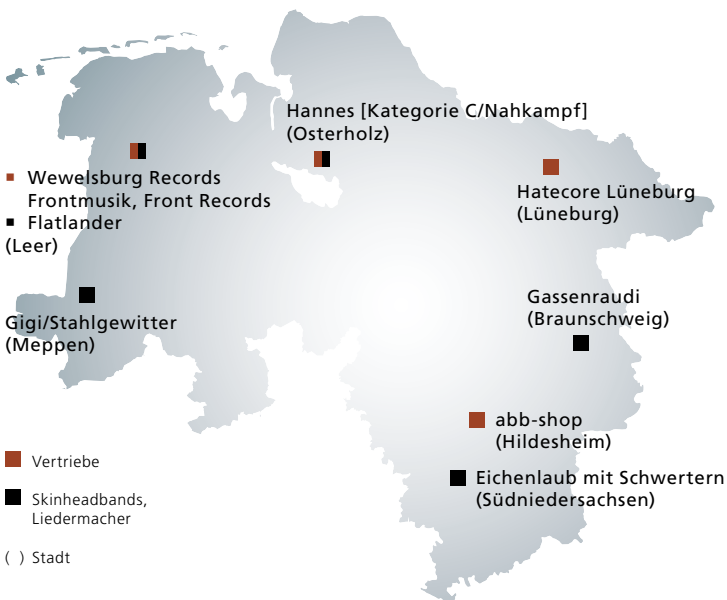 Hannes [Kategorie C/Nahkampf]
(Osterholz)
Wewelsburg Records
Frontmusik, Front Records
Flatlander
(Leer)
Hatecore Lüneburg
(Lüneburg)
Gigi/Stahlgewitter
(Meppen)
Gassenraudi
(Braunschweig)
abb-shop
(Hildesheim)
Eichenlaub mit Schwertern
(Südniedersachsen)
Vertriebe
Skinheadbands,
Liedermacher
( ) Stadt